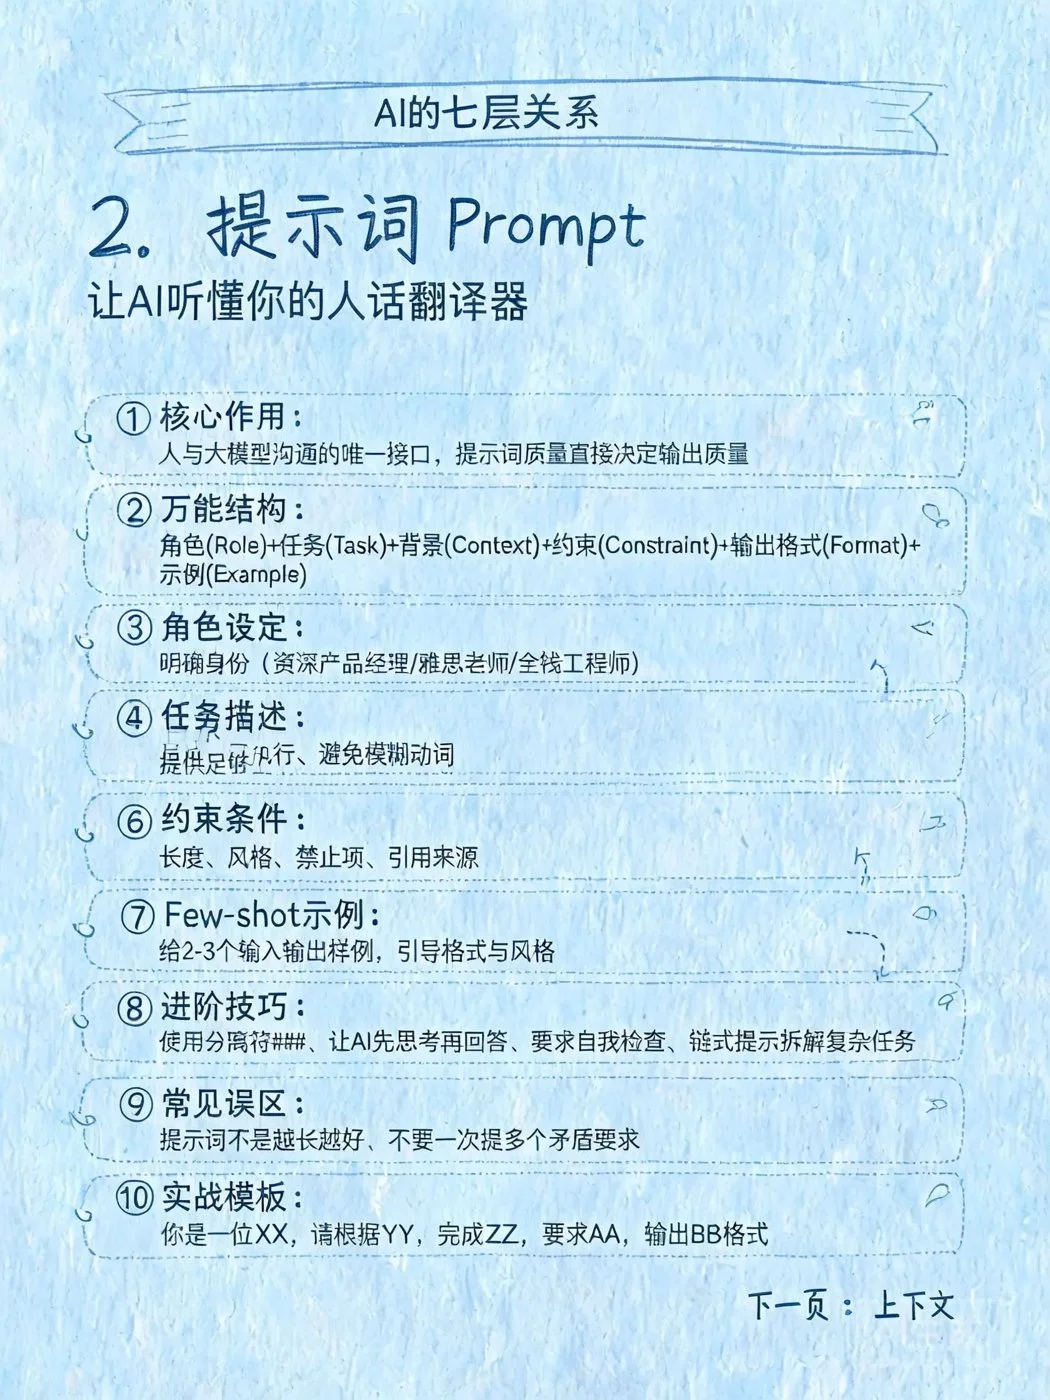 AI的七层关系
2. 提示词 Prompt
让AI听懂你的人话翻译器
① 核心作用：
人与大模型沟通的唯一接口，提示词质量直接决定输出质量
② 万能结构：
角色(Role)+任务(Task)+背景(Context)+约束(Constraint)+输出格式(Format)+
示例(Example)
③ 角色设定：
明确身份（资深产品经理/雅思老师/全栈工程师）
④ 任务描述：
行、避免模糊动词
提供足够
⑥ 约束条件：
长度、风格、禁止项、引用来源
⑦ Few-shot示例：
给2-3个输入输出样例，引导格式与风格
⑧ 进阶技巧：
使用分离符###、让AI先思考再回答、要求自我检查、链式提示拆解复杂任务
⑨ 常见误区：
提示词不是越长越好、不要一次提多个矛盾要求
⑩ 实战模板：
你是一位XX，请根据YY，完成ZZ，要求AA，输出BB格式
下一页：上下文